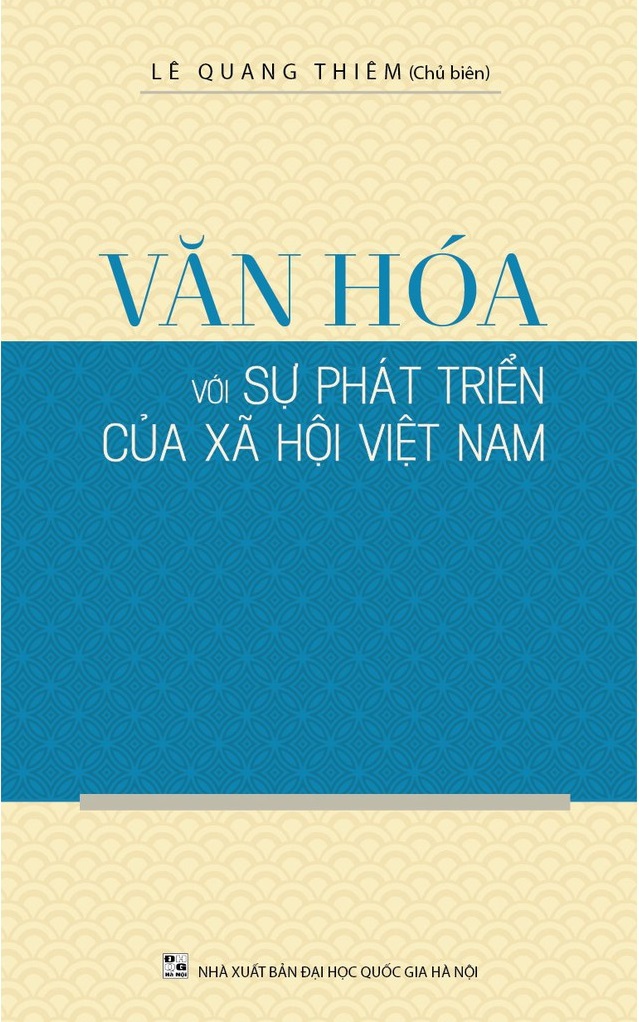 LÊ QUANG THIÊM (Chủ biên)
VĂN HÓA
VỚI SỰ PHÁT TRIỂN
CỦA XÃ HỘI VIỆT NAM
NHÀ XUẤT BẢN ĐẠI HỌC QUỐC GIA HÀ NỘI